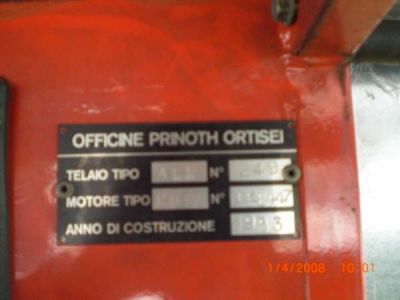 OFFICINE PRINOTH ORTISEI
TELAIO TIPO N°
MOTORE TIPO N°
ANNO DI COSTRUZIONE
1/4/2008 10:01